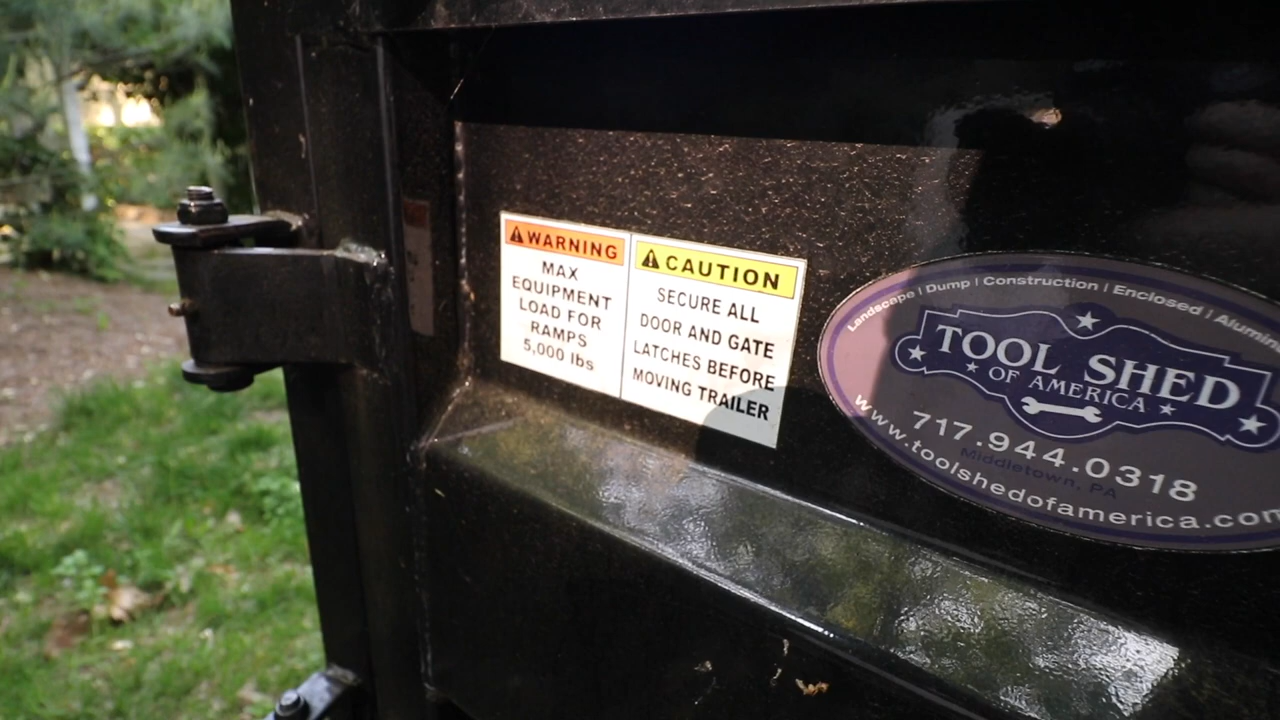 WARNING
MAX
EQUIPMENT
LOAD FOR
RAMPS
5,000 lbs
CAUTION
SECURE ALL
DOOR AND GATE
LATCHES BEFORE
MOVING TRAILER
Landscape | Dump | Construction | Enclosed | Aluminu
TOOL SHED
OF AMERICA
717.944.0318
Middletown, PA
www.toolshedofamerica.com